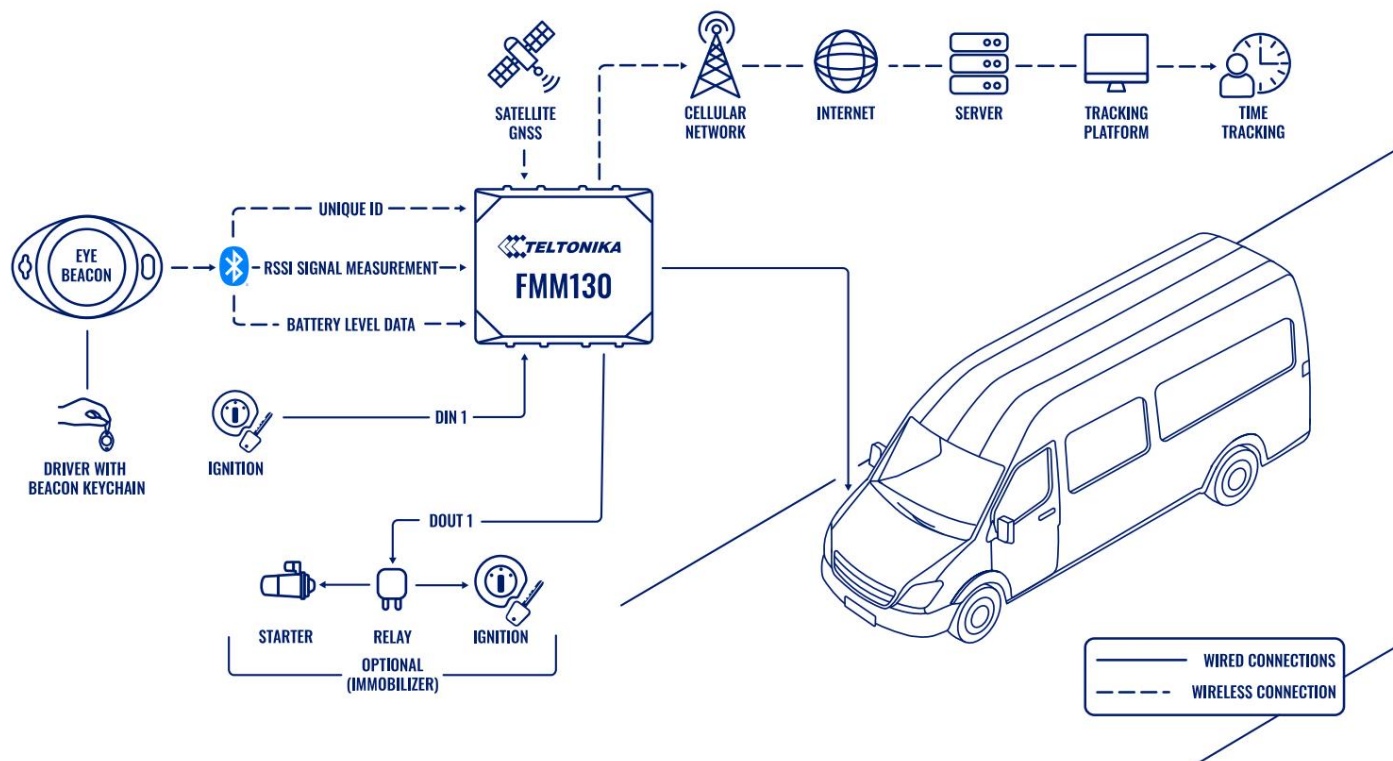 SATELLITE
GNSS
CELLULAR
NETWORK
INTERNET
SERVER
TRACKING
PLATFORM
TIME
TRACKING
EYE
BEACON
UNIQUE ID
RSSI SIGNAL MEASUREMENT
BATTERY LEVEL DATA
TELTONIKA
FMM130
DRIVER WITH
BEACON KEYCHAIN
IGNITION
DIN 1
DOUT 1
STARTER
RELAY
IGNITION
OPTIONAL
(IMMOBILIZER)
WIRED CONNECTIONS
WIRELESS CONNECTION